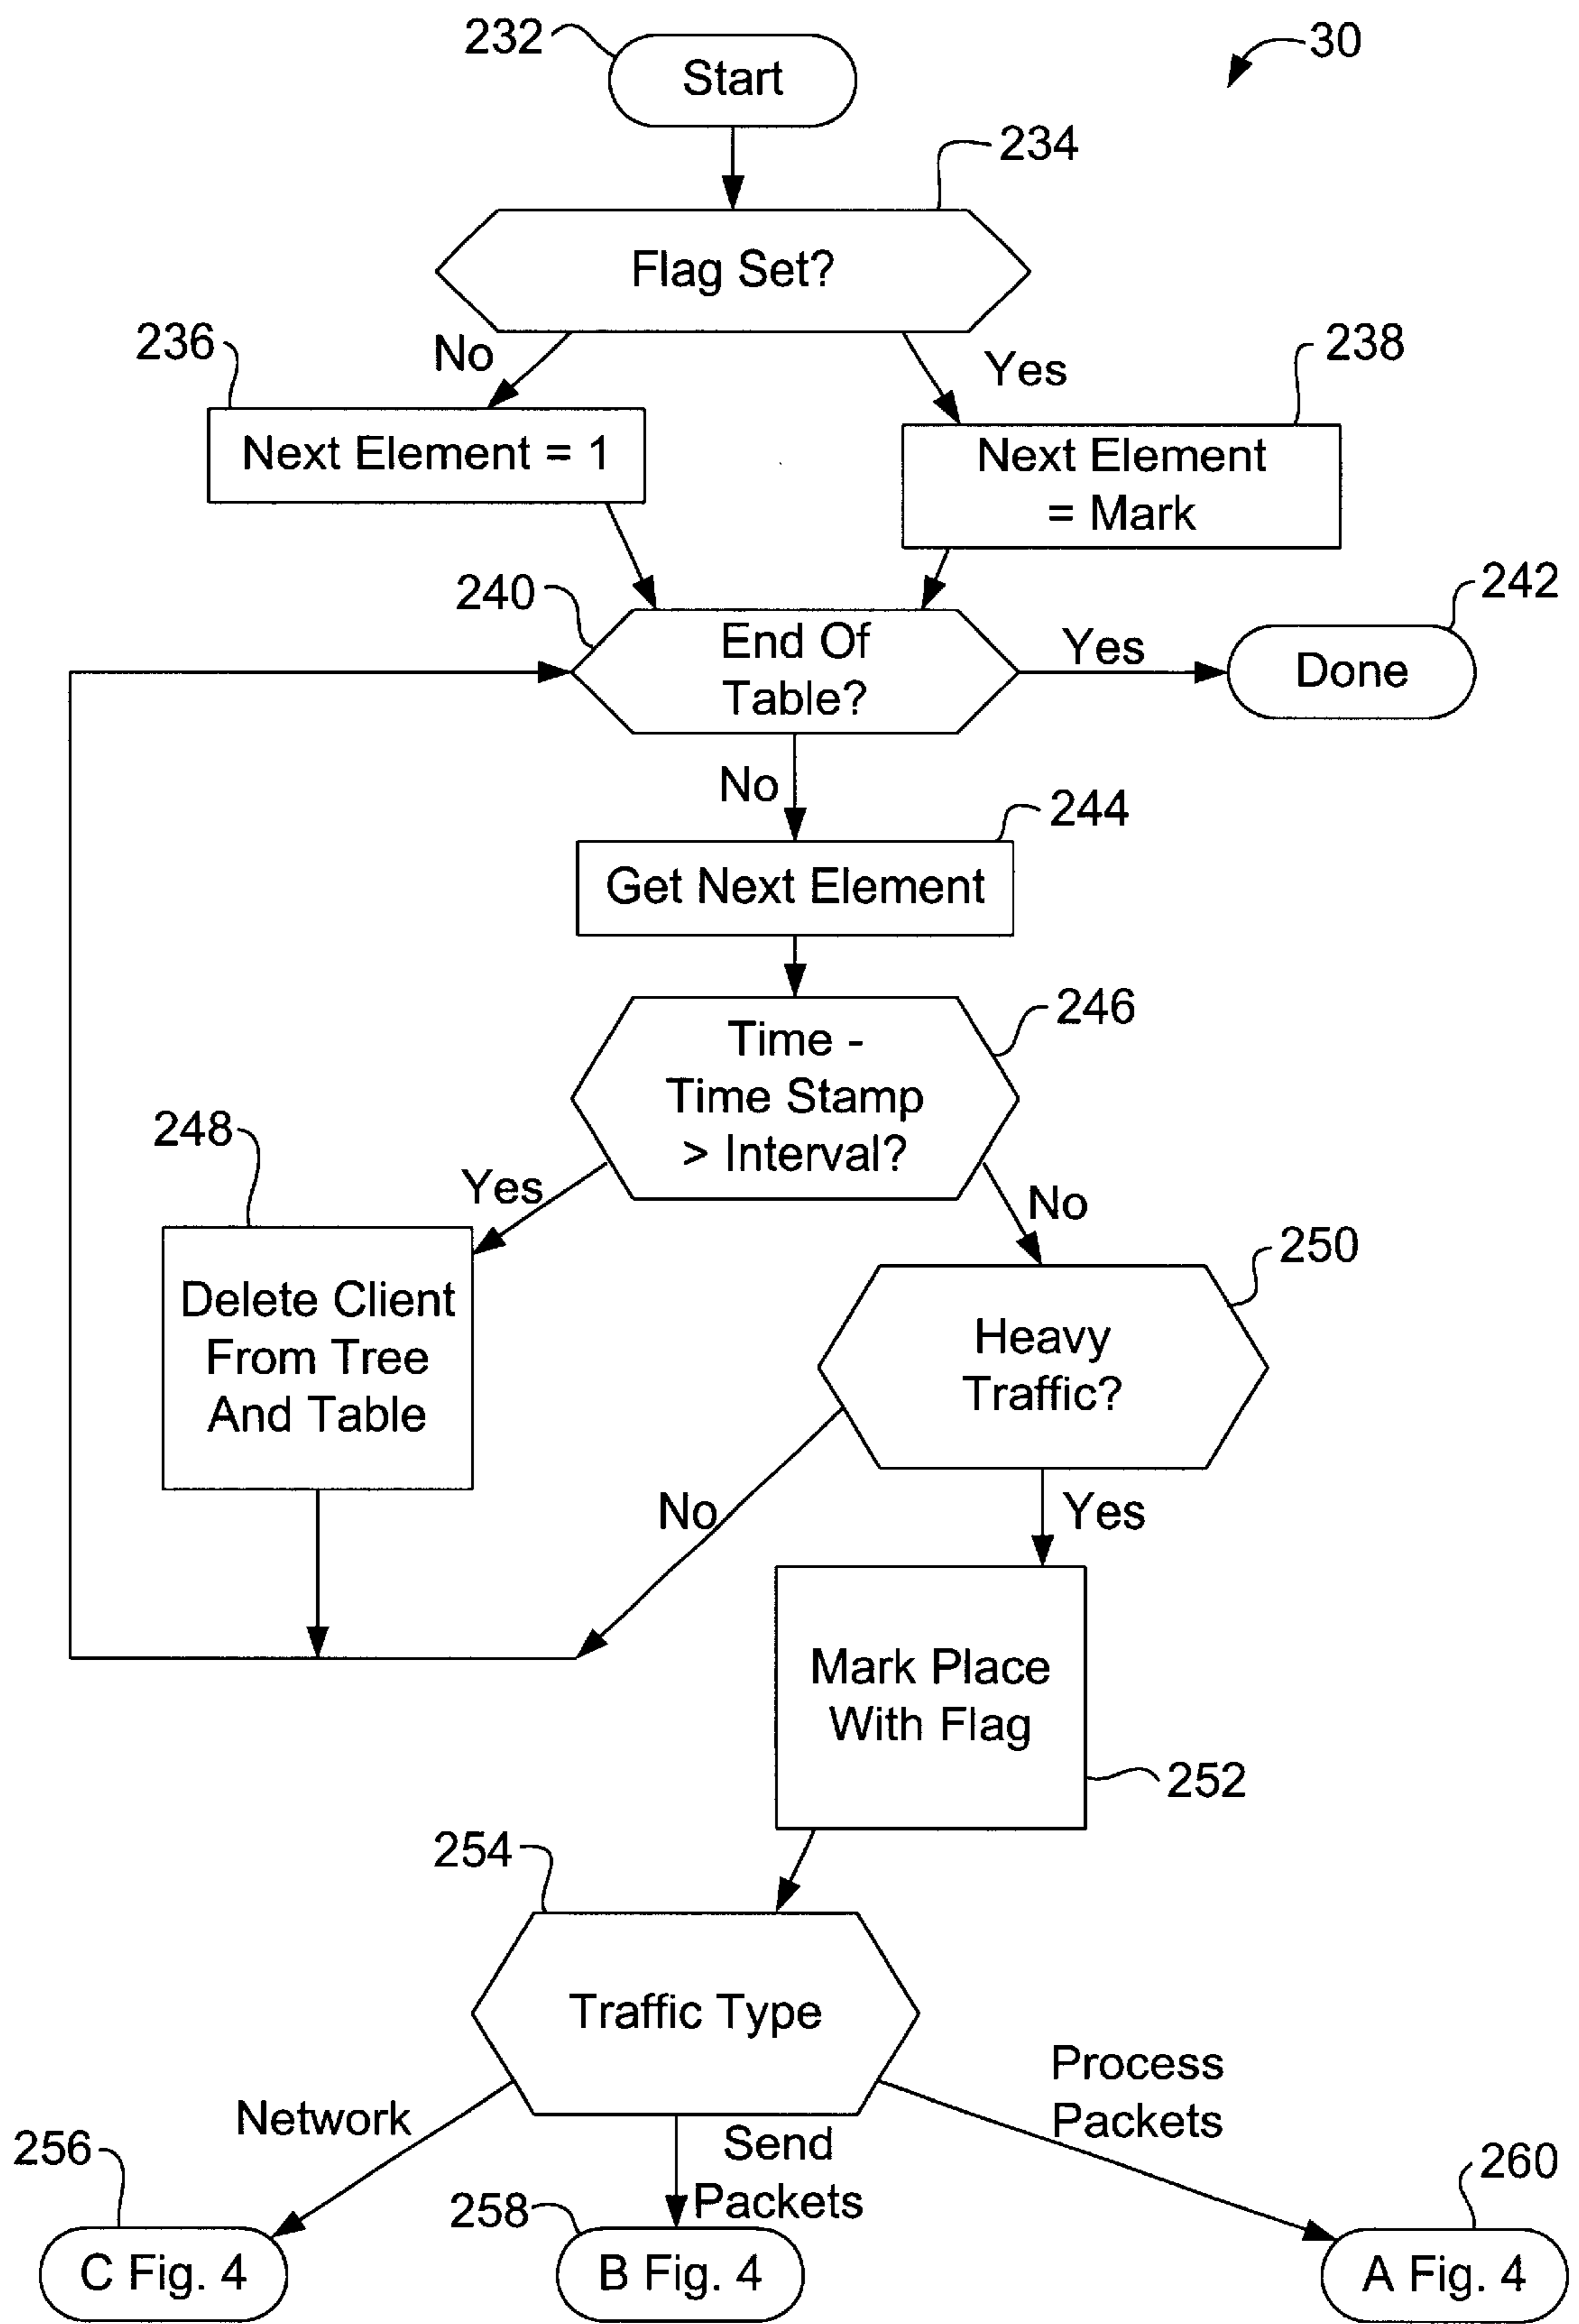 232
Start
30
234
Flag Set?
236
No
Yes
238
Next Element = 1
Next Element
= Mark
240
End Of
Table?
Yes
242
Done
No
244
Get Next Element
246
Time -
Time Stamp
> Interval?
248
Yes
No
250
Delete Client
From Tree
And Table
Heavy
Traffic?
No
Yes
Mark Place
With Flag
252
254
Traffic Type
Network
Send
Packets
Process
Packets
256
258
260
C Fig. 4
B Fig. 4
A Fig. 4